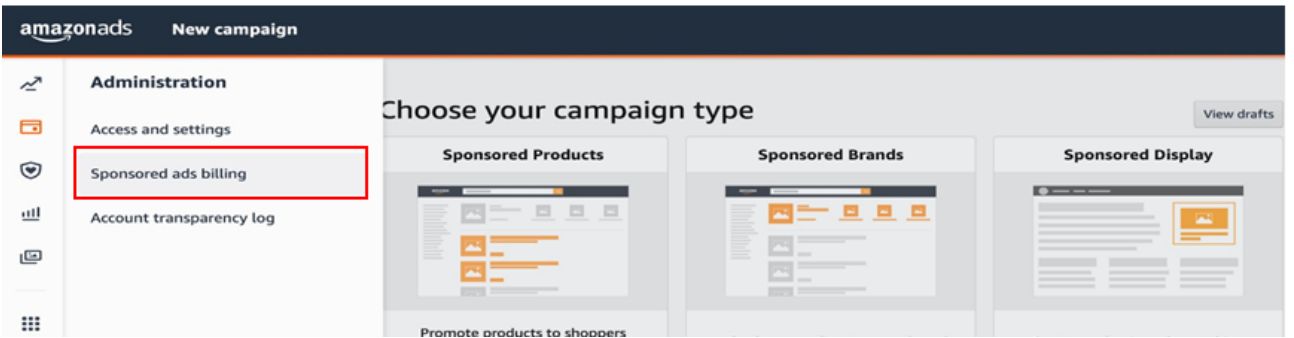 amazonads New campaign
Administration
Access and settings
Sponsored ads billing
Account transparency log
Choose your campaign type
View drafts
Sponsored Products
Sponsored Brands
Sponsored Display
Promote products to shoppers